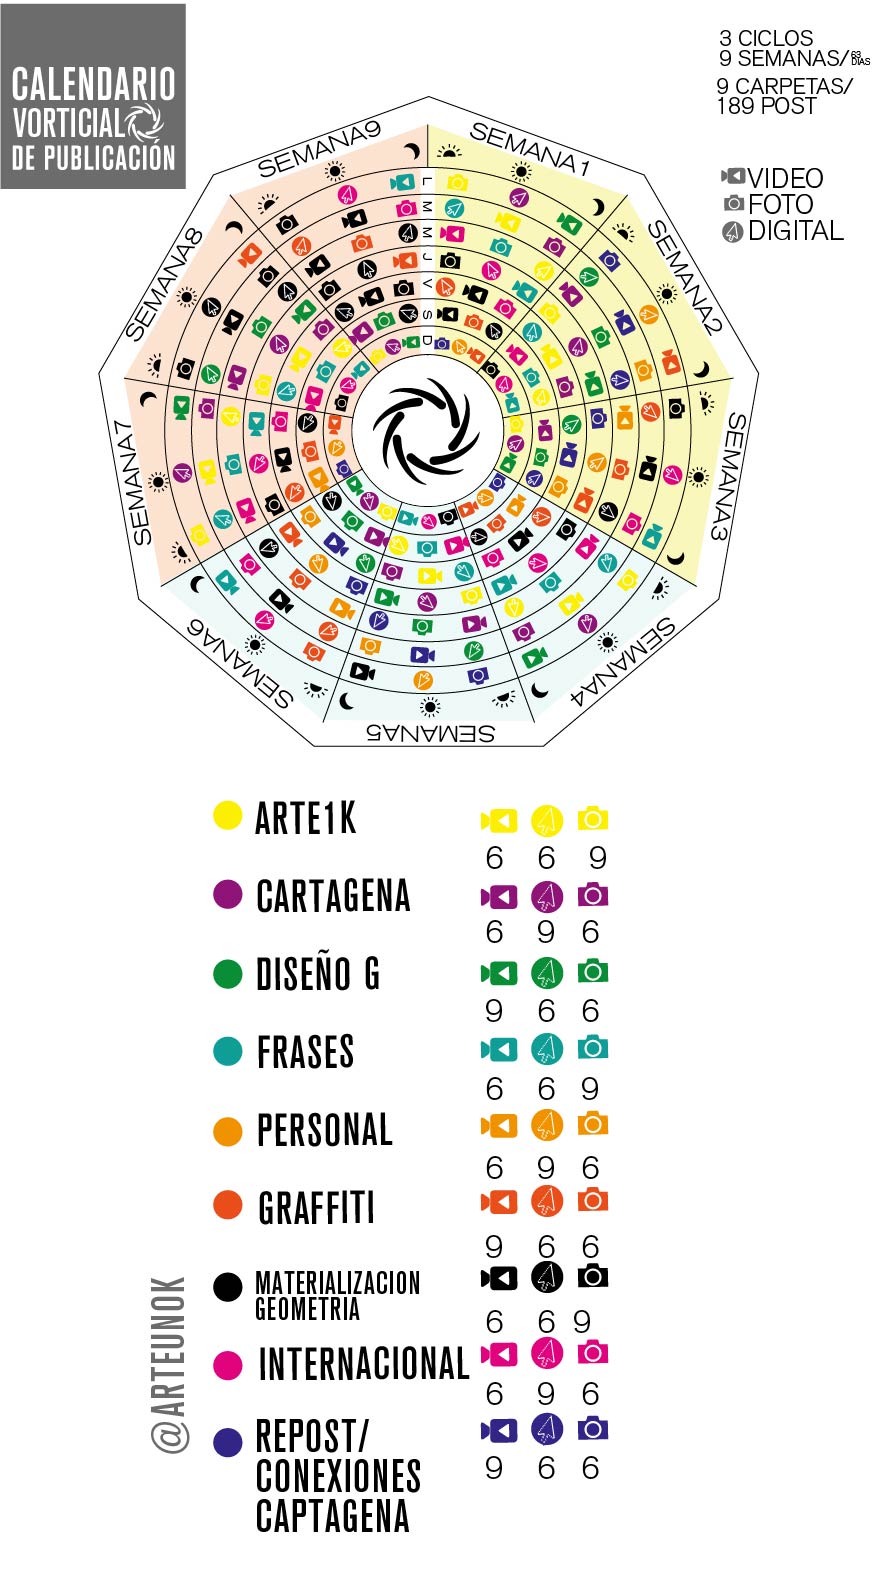 CALENDARIO
VORTICIAL
DE PUBLICACIÓN
3 CICLOS
9 SEMANAS/63 DIAS
9 CARPETAS/
189 POST
VIDEO
FOTO
DIGITAL
SEMANA1
SEMANA2
SEMANA3
SEMANA4
SEMANA5
SEMANA6
SEMANA7
SEMANA8
SEMANA9
L
M
M
J
V
S
D
ARTE1K
6 6 9
CARTAGENA
6 9 6
DISEÑO G
9 6 6
FRASES
6 6 9
PERSONAL
6 9 6
GRAFFITI
9 6 6
MATERIALIZACION
GEOMETRIA
6 6 9
INTERNACIONAL
6 9 6
REPOST/
CONEXIONES
CAPTAGENA
9 6 6
@ARTEUNOK